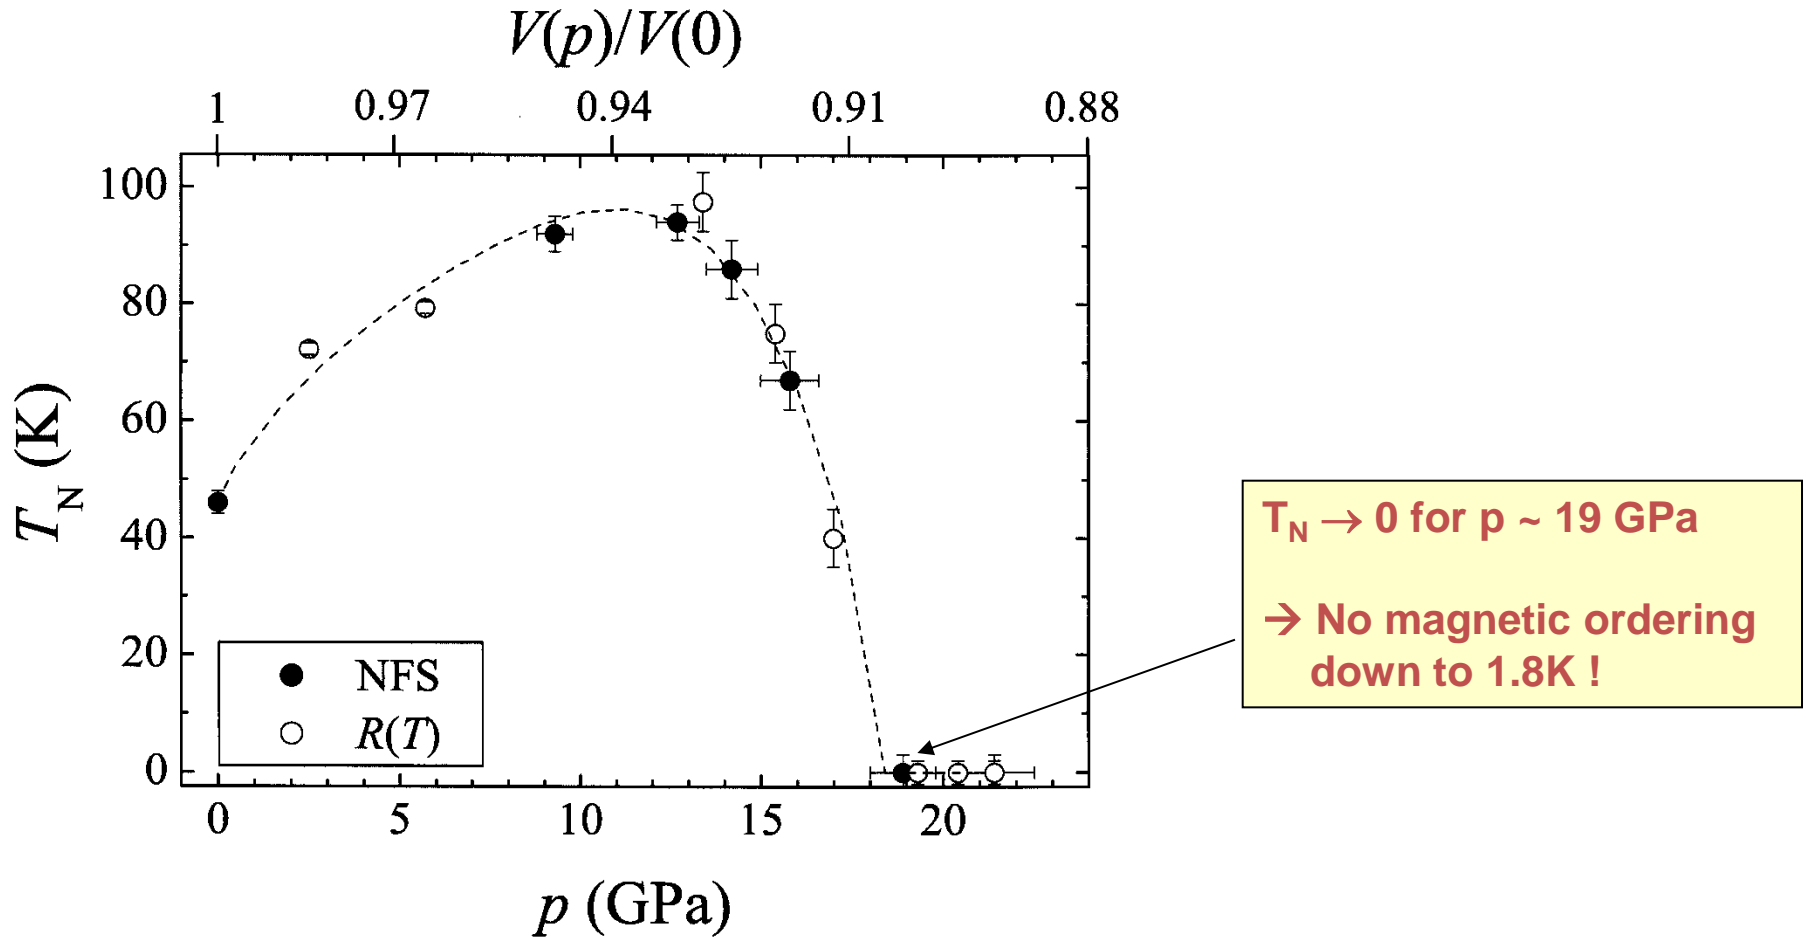 V(p)/V(0)
1 0.97 0.94 0.91 0.88
100
80
60
40
20
0
T_N (K)
NFS
R(T)
0 5 10 15 20
p (GPa)
T_N → 0 for p ~ 19 GPa
→ No magnetic ordering
down to 1.8K !